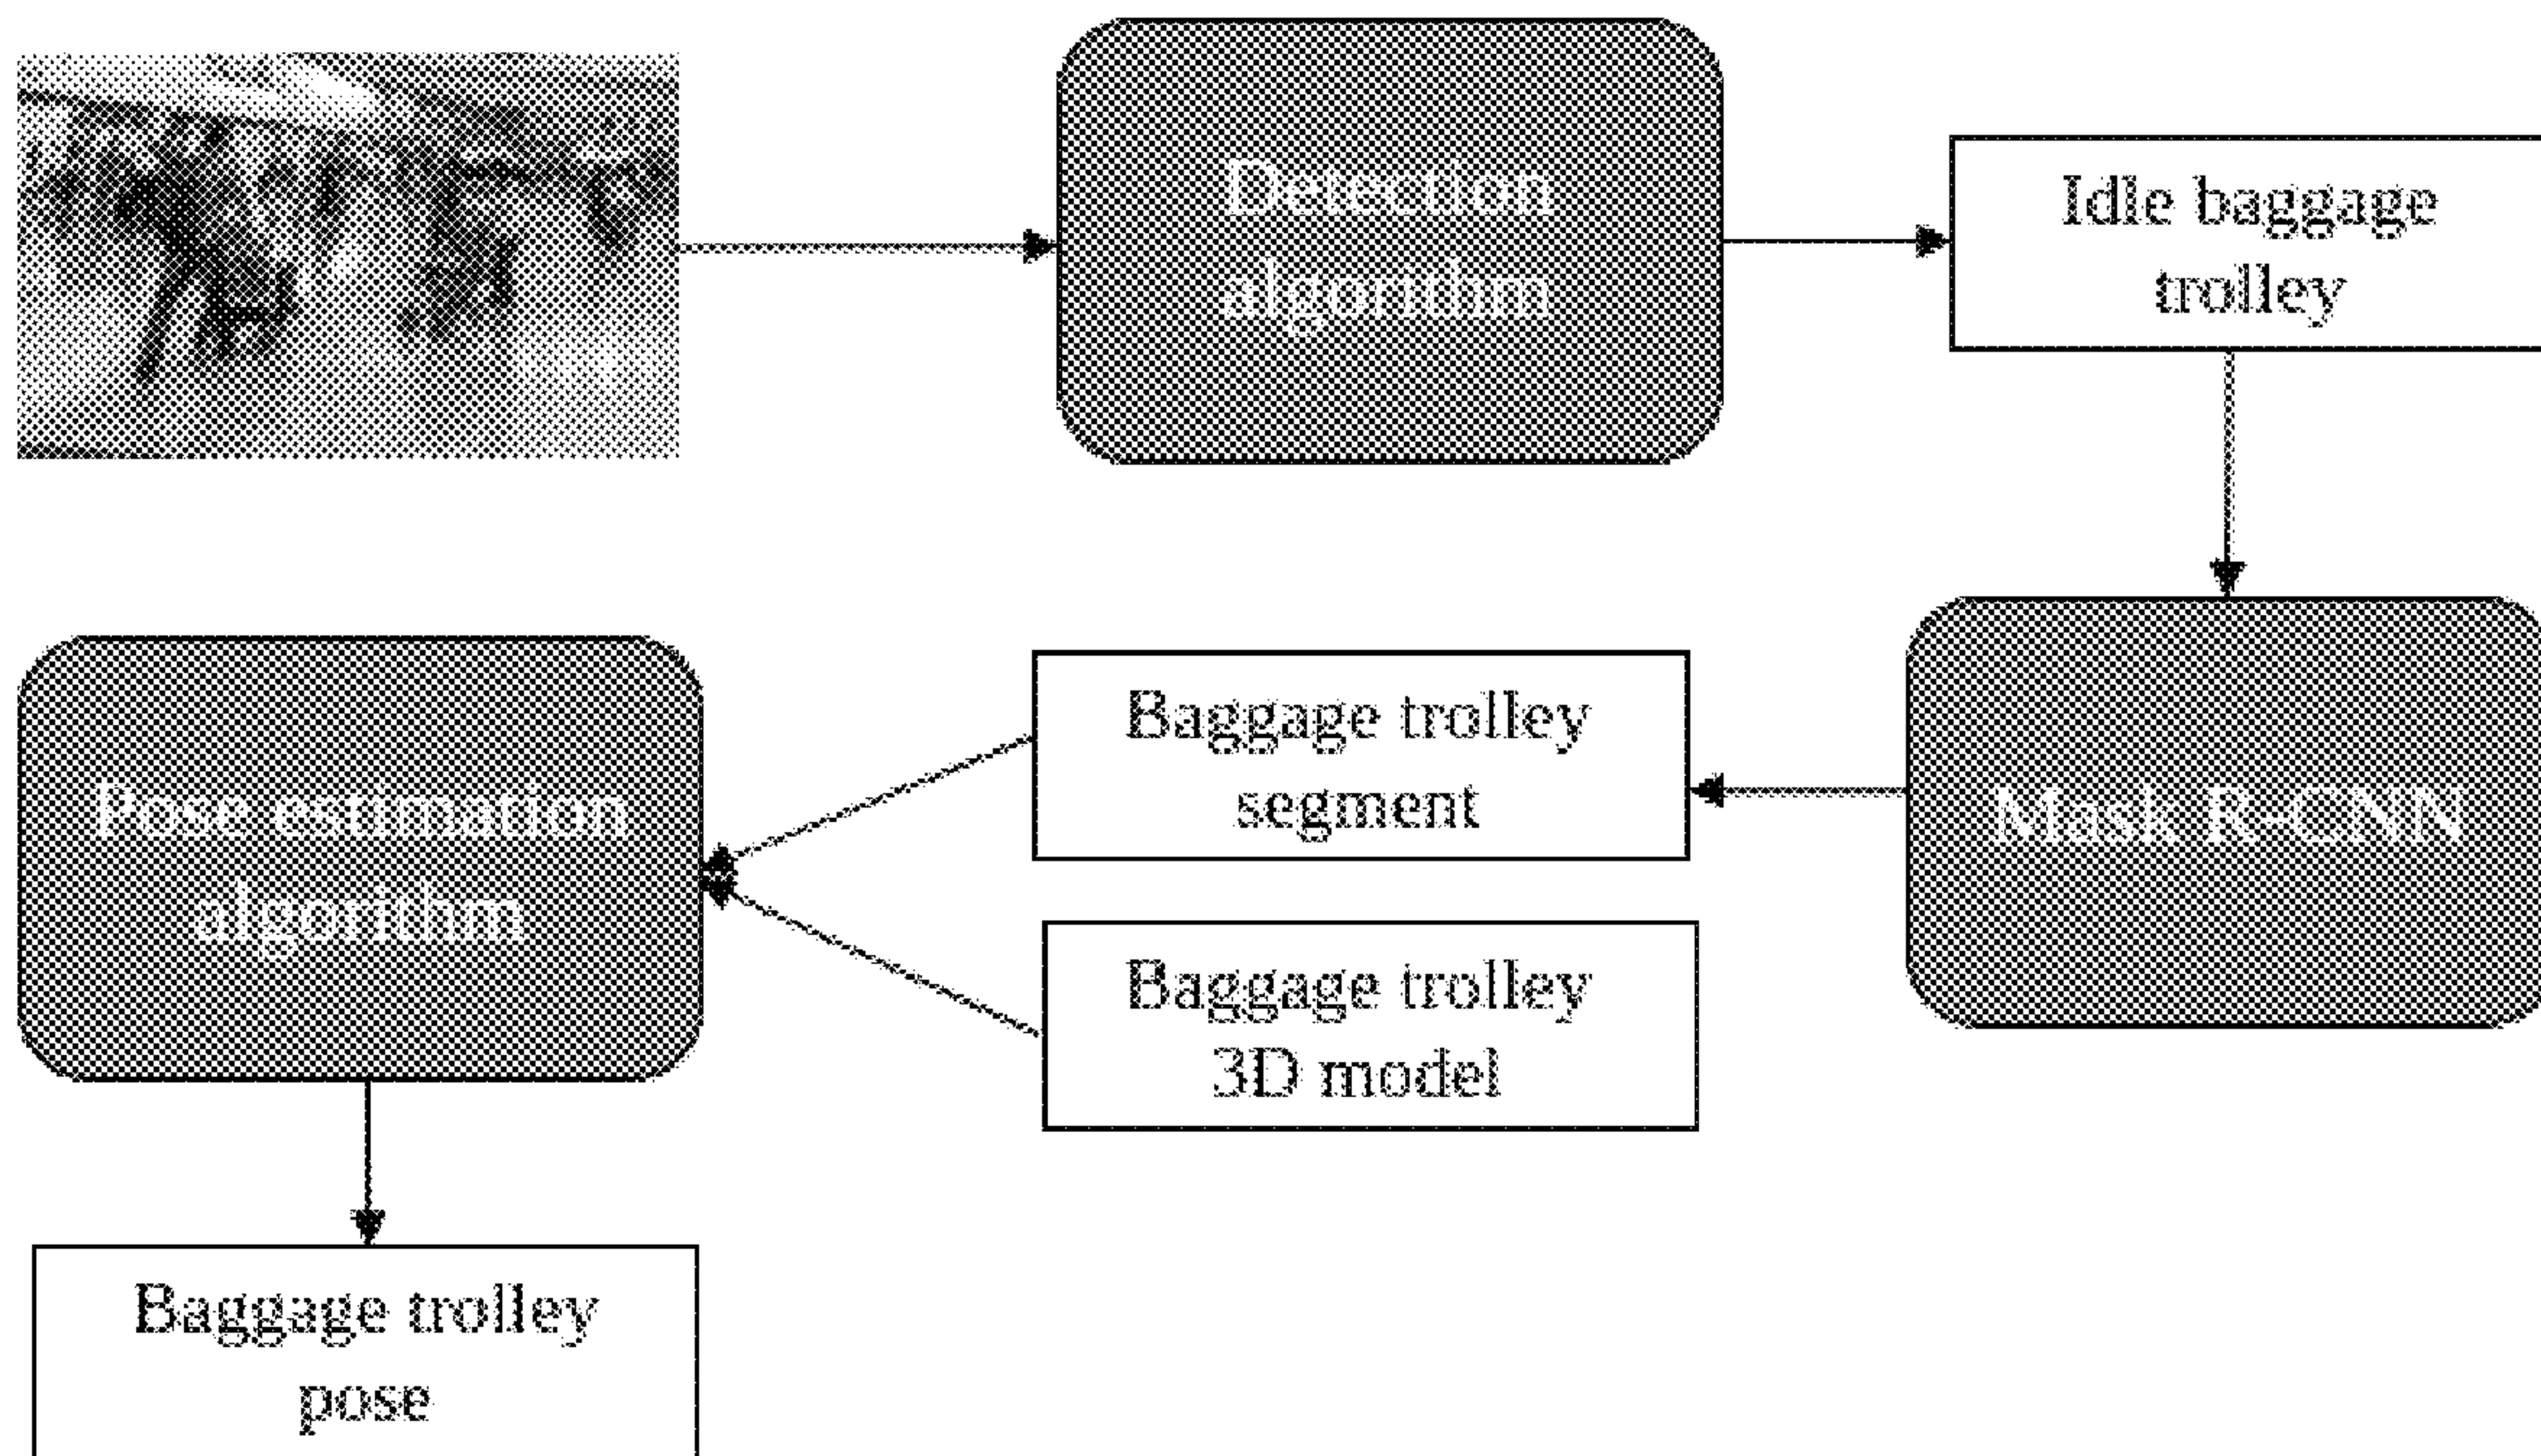 Detection
algorithm
Idle baggage
trolley
Mask R-CNN
Baggage trolley
segment
Baggage trolley
3D model
Pose estimation
algorithm
Baggage trolley
pose